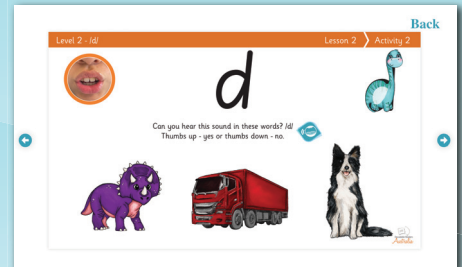 Back
Level 2 - /d/
Lesson 2
Activity 2
d
Can you hear this sound in these words? /d/
Thumbs up - yes or thumbs down - no.
Australia